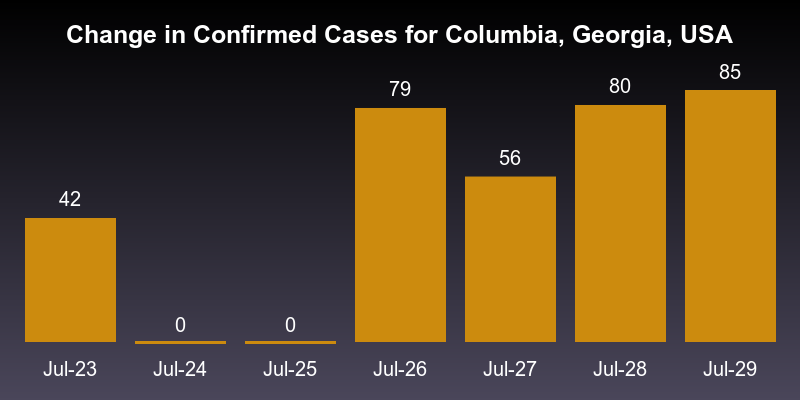 Change in Confirmed Cases for Columbia, Georgia, USA
42
0
0
79
56
80
85
Jul-23
Jul-24
Jul-25
Jul-26
Jul-27
Jul-28
Jul-29